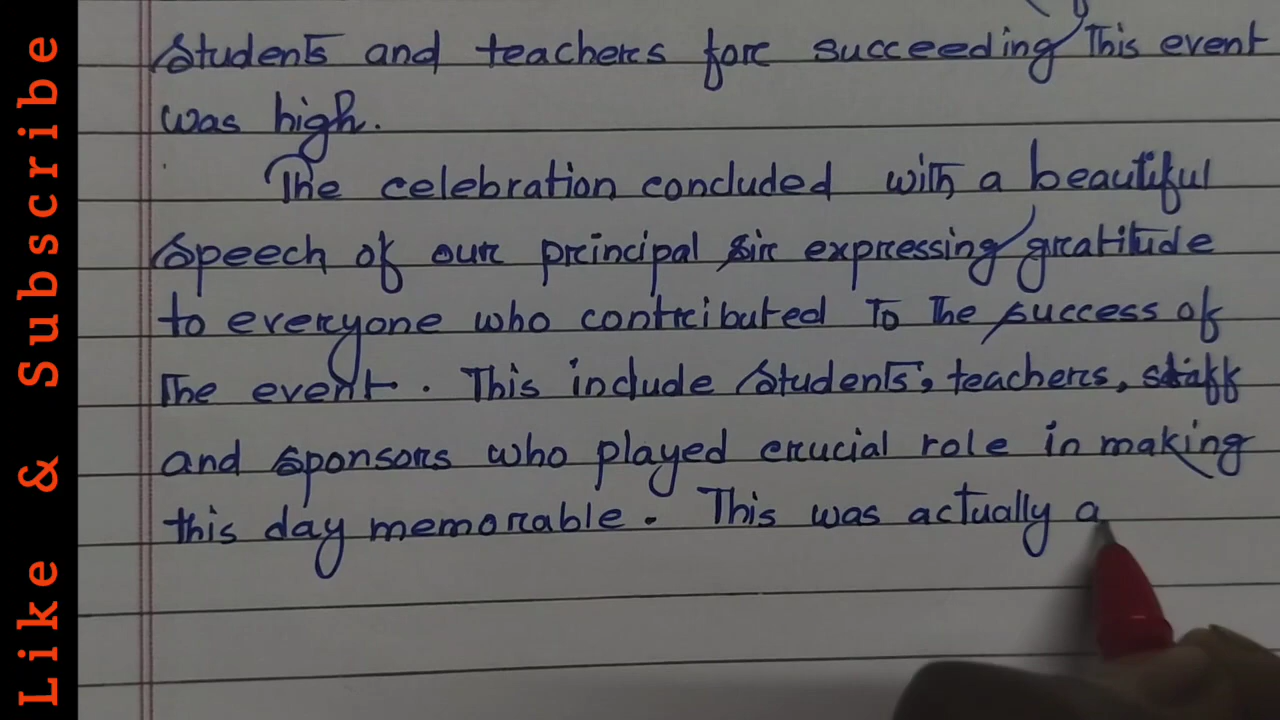 Like & Subscribe
students and teachers for succeeding This event
was high.
The celebration concluded with a beautiful
speech of our principal sir expressing gratitude
to everyone who contributed To The success of
The event. This include students, teachers, staff
and sponsors who played crucial role in making
this day memorable. This was actually a